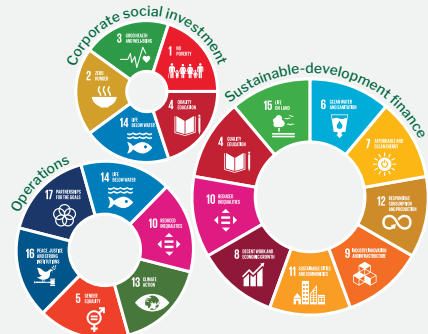 Corporate social investment
3 GOOD HEALTH
AND WELL-BEING
1 NO
POVERTY
2 ZERO
HUNGER
4 QUALITY
EDUCATION
14 LIFE
BELOW WATER
Sustainable-development finance
15 LIFE
ON LAND
6 CLEAN WATER
AND SANITATION
4 QUALITY
EDUCATION
7 AFFORDABLE AND
CLEAN ENERGY
10 REDUCED
INEQUALITIES
12 RESPONSIBLE
CONSUMPTION
AND PRODUCTION
8 DECENT WORK AND
ECONOMIC GROWTH
11 SUSTAINABLE CITIES
AND COMMUNITIES
9 INDUSTRY, INNOVATION
AND INFRASTRUCTURE
Operations
17 PARTNERSHIPS
FOR THE GOALS
14 LIFE
BELOW WATER
10 REDUCED
INEQUALITIES
16 PEACE, JUSTICE
AND STRONG
INSTITUTIONS
13 CLIMATE
ACTION
5 GENDER
EQUALITY